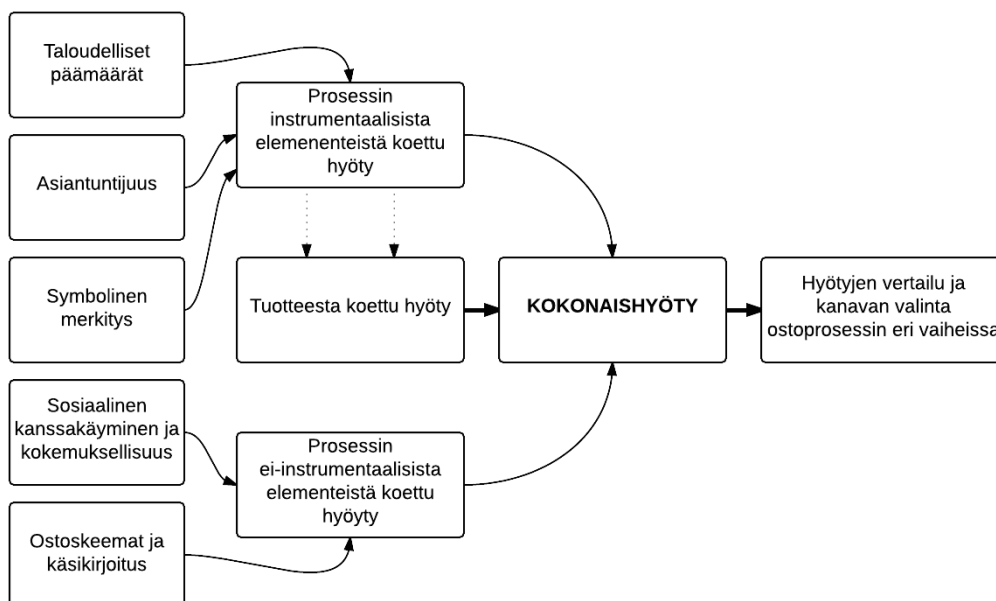 Taloudelliset
päämäärät
Asiantuntijuus
Symbolinen
merkitys
Sosiaalinen
kanssakäyminen ja
kokemuksellisuus
Ostoskeemat ja
käsikirjoitus
Prosessin
instrumentaalisista
elemenenteistä koettu
hyöty
Tuotteesta koettu hyöty
Prosessin
ei-instrumentaalisista
elementeistä koettu
hyöyty
KOKONAISHYÖTY
Hyötyjen vertailu ja
kanavan valinta
ostoprosessin eri vaiheissa